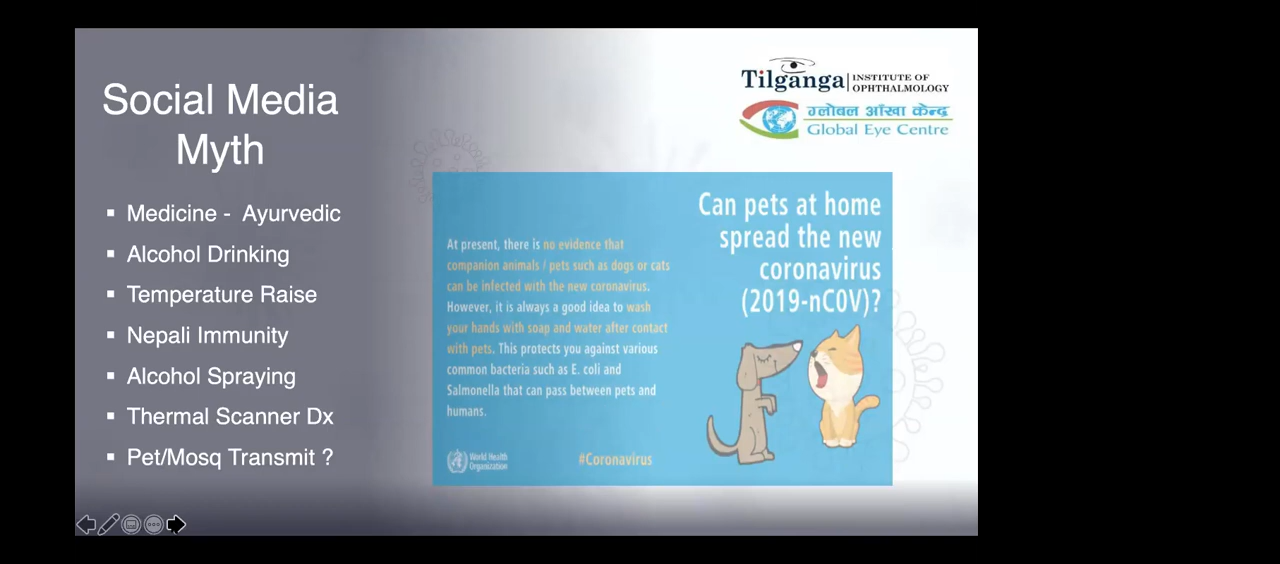 Social Media
Myth
▪ Medicine -  Ayurvedic
▪ Alcohol Drinking
▪ Temperature Raise
▪ Nepali Immunity
▪ Alcohol Spraying
▪ Thermal Scanner Dx
▪ Pet/Mosq Transmit ?
Tilganga
INSTITUTE OF
OPHTHALMOLOGY
ग्लोबल आँखा केन्द्र
Global Eye Centre
Can pets at home
spread the new
coronavirus
(2019-nC0V)?
At present, there is no evidence that
companion animals / pets such as dogs or cats
can be infected with the new coronavirus.
However, it is always a good idea to wash
your hands with soap and water after contact
with pets. This protects you against various
common bacteria such as E. coli and
Salmonella that can pass between pets and
humans.
World Health
Organization
#Coronavirus